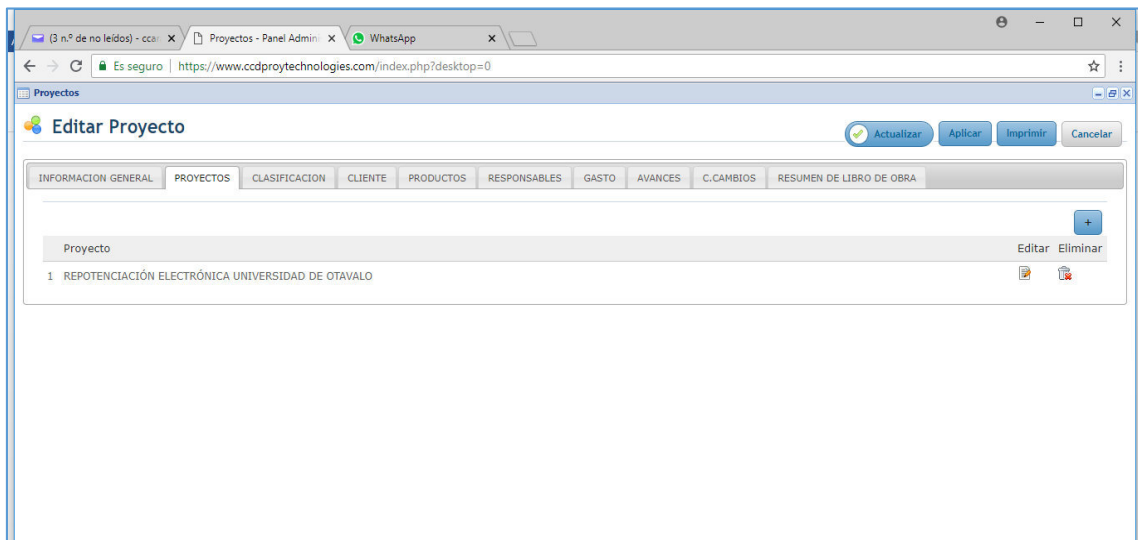 (3 n.º de no leídos) - ccar
Proyectos - Panel Admini
WhatsApp
Es seguro | https://www.ccdproytechnologies.com/index.php?desktop=0
Proyectos
Editar Proyecto
Actualizar Aplicar Imprimir Cancelar
INFORMACION GENERAL PROYECTOS CLASIFICACION CLIENTE PRODUCTOS RESPONSABLES GASTO AVANCES C.CAMBIOS RESUMEN DE LIBRO DE OBRA
+
Proyecto Editar Eliminar
1 REPOTENCIACIÓN ELECTRÓNICA UNIVERSIDAD DE OTAVALO